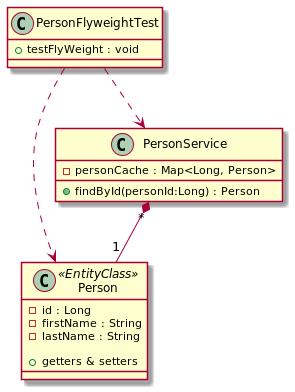 C PersonFlyweightTest
testFlyWeight : void
C PersonService
personCache : Map<Long, Person>
findById(personId:Long) : Person
*
1
C «EntityClass»
Person
id : Long
firstName : String
lastName : String
getters & setters